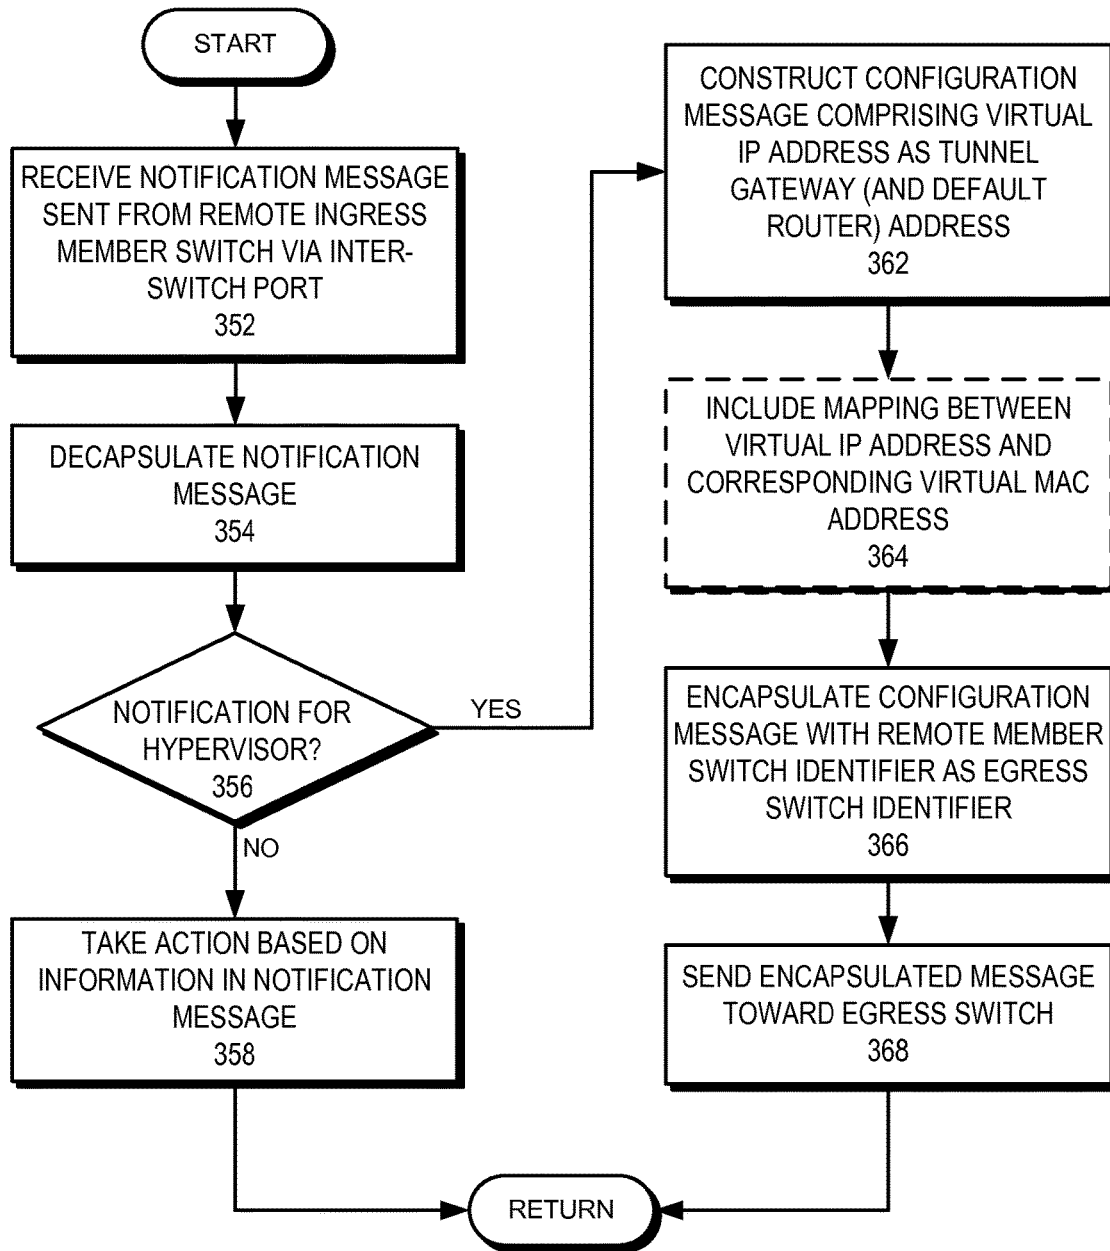 START
RECEIVE NOTIFICATION MESSAGE
SENT FROM REMOTE INGRESS
MEMBER SWITCH VIA INTER-
SWITCH PORT
352
DECAPSULATE NOTIFICATION
MESSAGE
354
NOTIFICATION FOR
HYPERVISOR?
356
YES
NO
TAKE ACTION BASED ON
INFORMATION IN NOTIFICATION
MESSAGE
358
CONSTRUCT CONFIGURATION
MESSAGE COMPRISING VIRTUAL
IP ADDRESS AS TUNNEL
GATEWAY (AND DEFAULT
ROUTER) ADDRESS
362
INCLUDE MAPPING BETWEEN
VIRTUAL IP ADDRESS AND
CORRESPONDING VIRTUAL MAC
ADDRESS
364
ENCAPSULATE CONFIGURATION
MESSAGE WITH REMOTE MEMBER
SWITCH IDENTIFIER AS EGRESS
SWITCH IDENTIFIER
366
SEND ENCAPSULATED MESSAGE
TOWARD EGRESS SWITCH
368
RETURN